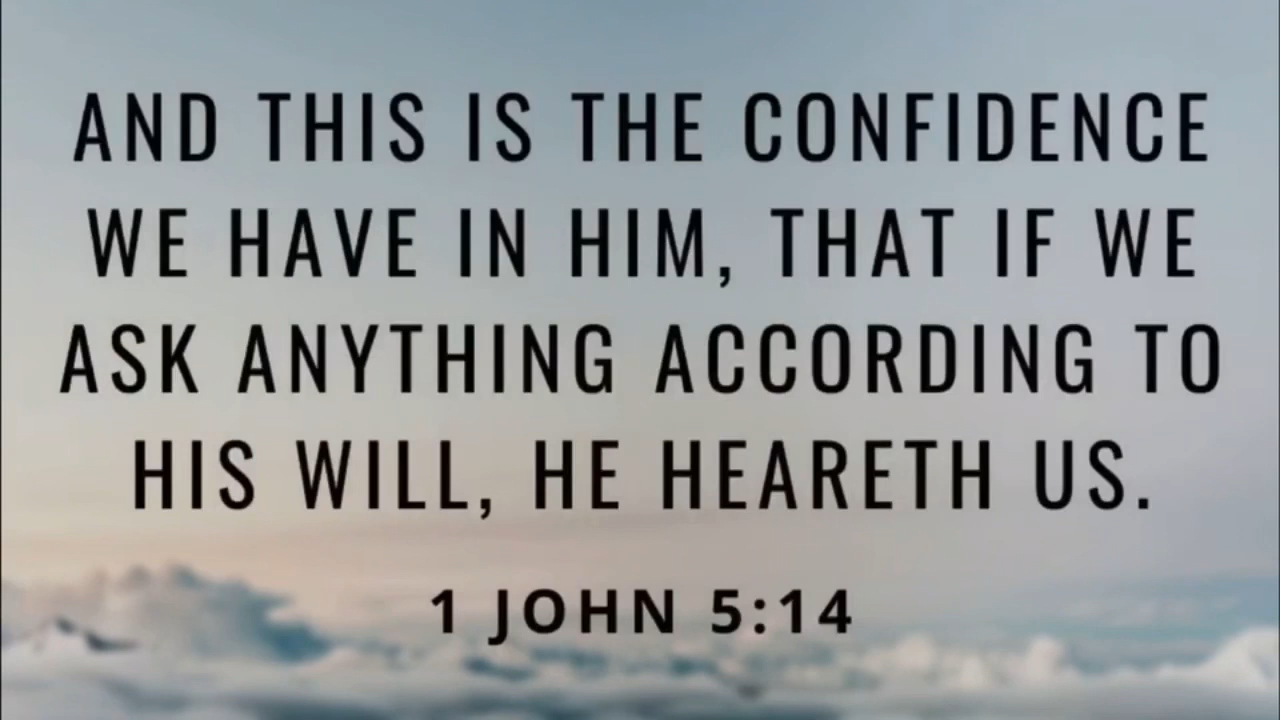 AND THIS IS THE CONFIDENCE
WE HAVE IN HIM, THAT IF WE
ASK ANYTHING ACCORDING TO
HIS WILL, HE HEARETH US.
1 JOHN 5:14